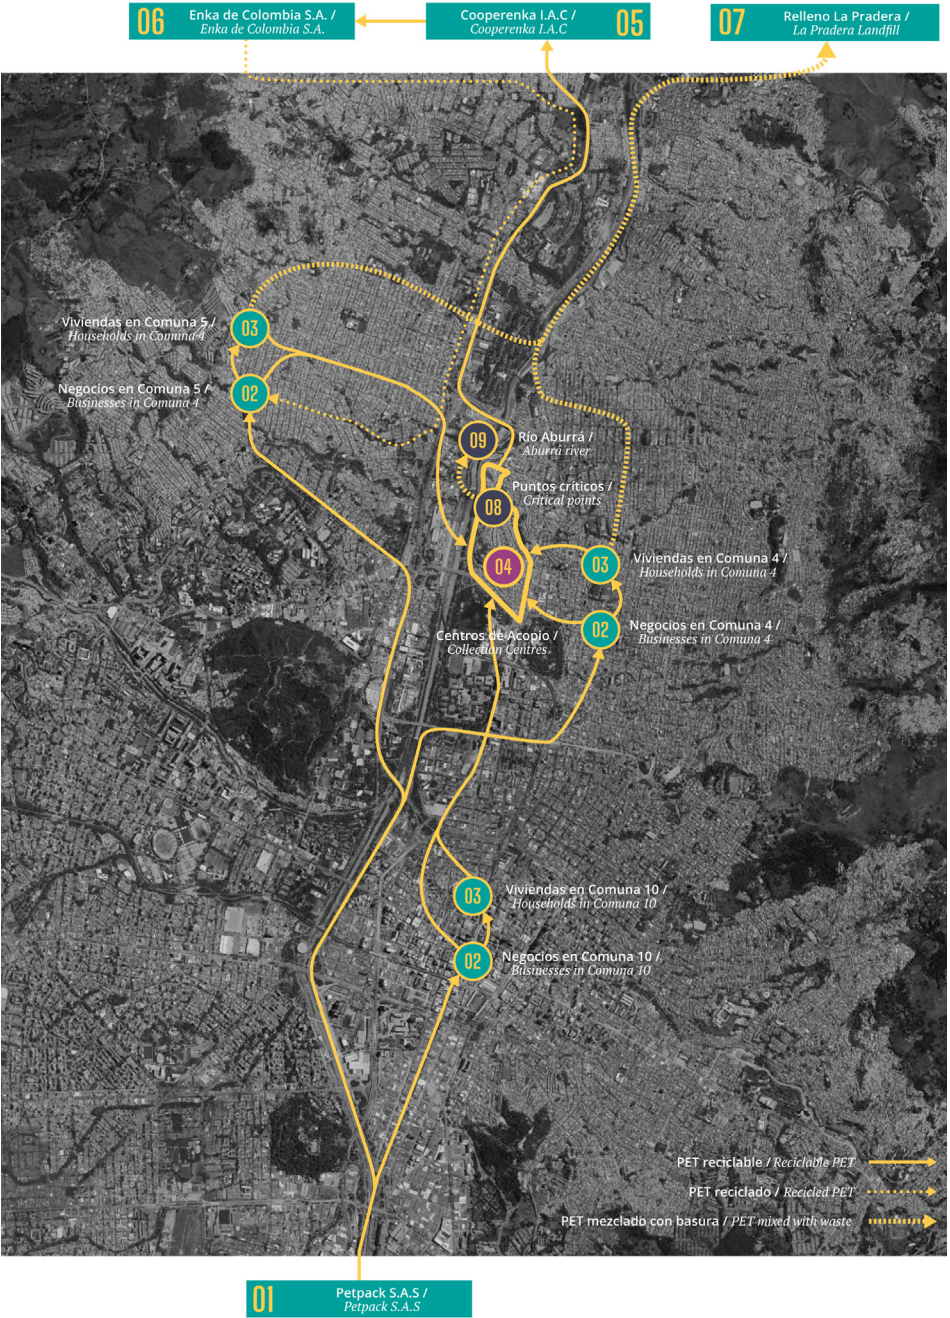 06
Enka de Colombia S.A. /
Enka de Colombia S.A.
Cooperenka I.A.C /
Cooperenka I.A.C
05
07
Relleno La Pradera /
La Pradera Landfill
Viviendas en Comuna 5 /
Households in Comuna 4
03
Negocios en Comuna 5 /
Businesses in Comuna 4
02
09
Río Aburrá /
Aburrá river
Puntos críticos /
Critical points
08
04
03
Viviendas en Comuna 4 /
Households in Comuna 4
02
Negocios en Comuna 4 /
Businesses in Comuna 4
Centros de Acopio /
Collection Centres
03
Viviendas en Comuna 10 /
Households in Comuna 10
02
Negocios en Comuna 10 /
Businesses in Comuna 10
PET reciclable / Reciclable PET
PET reciclado / Recicled PET
PET mezclado con basura / PET mixed with waste
01
Petpack S.A.S /
Petpack S.A.S